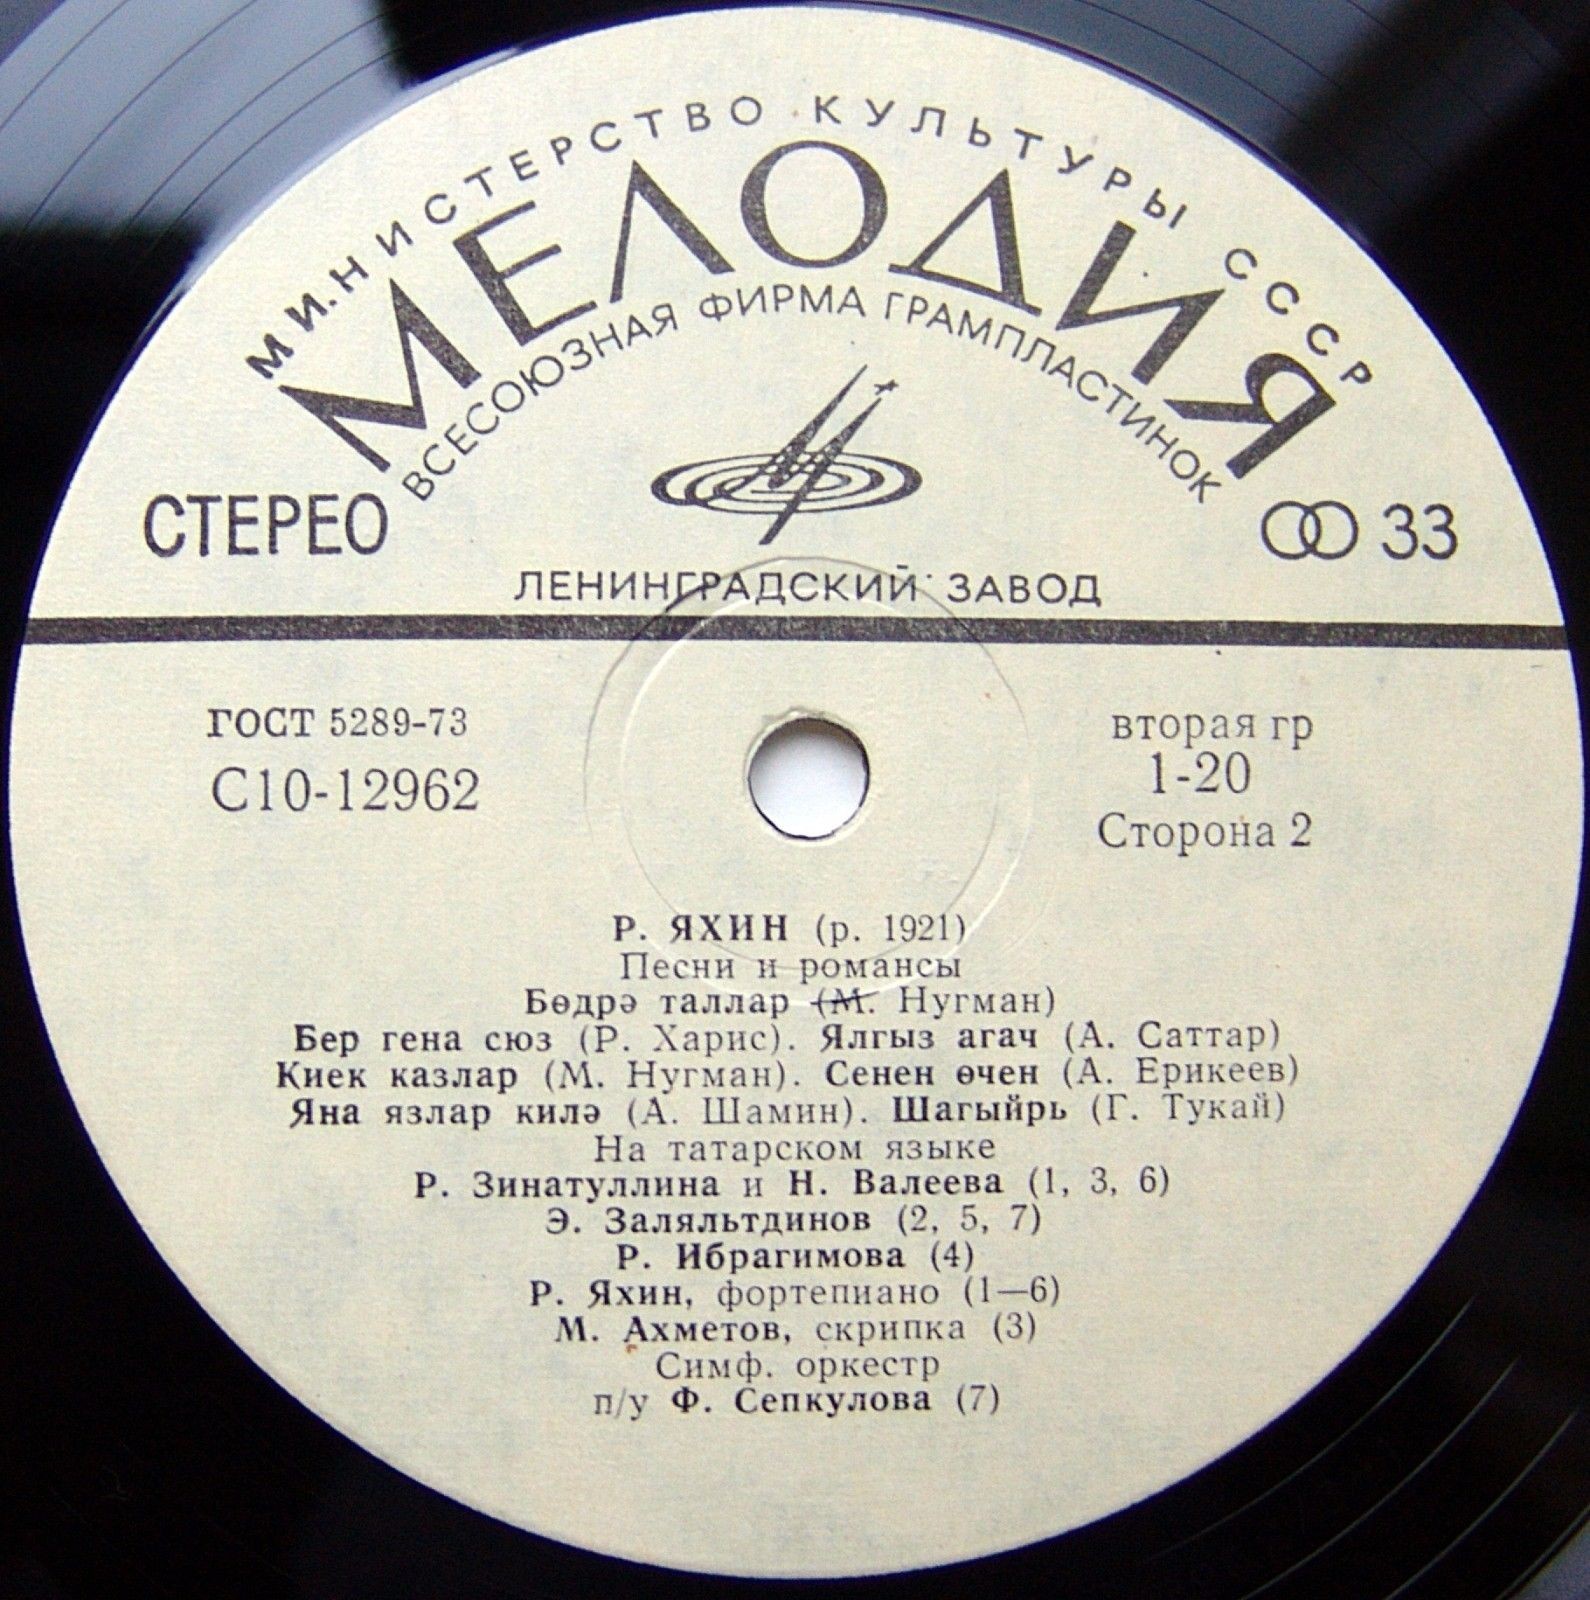 МИНИСТЕРСТВО КУЛЬТУРЫ СССР
МЕЛОДИЯ
ВСЕСОЮЗНАЯ ФИРМА ГРАМПЛАСТИНОК
СТЕРЕО
33
ЛЕНИНГРАДСКИЙ ЗАВОД
ГОСТ 5289-73
С10-12962
вторая гр
1-20
Сторона 2
Р. ЯХИН (р. 1921)
Песни и романсы
Бөдрә таллар (М. Нугман)
Бер гена сюз (Р. Харис). Ялгыз агач (А. Саттар)
Киек казлар (М. Нугман). Сенен өчен (А. Ерикеев)
Яна язлар килә (А. Шамин). Шагыйрь (Г. Тукай)
На татарском языке
Р. Зинатуллина и Н. Валеева (1, 3, 6)
Э. Заляльтдинов (2, 5, 7)
Р. Ибрагимова (4)
Р. Яхин, фортепиано (1—6)
М. Ахметов, скрипка (3)
Симф. оркестр
п/у Ф. Сепкулова (7)